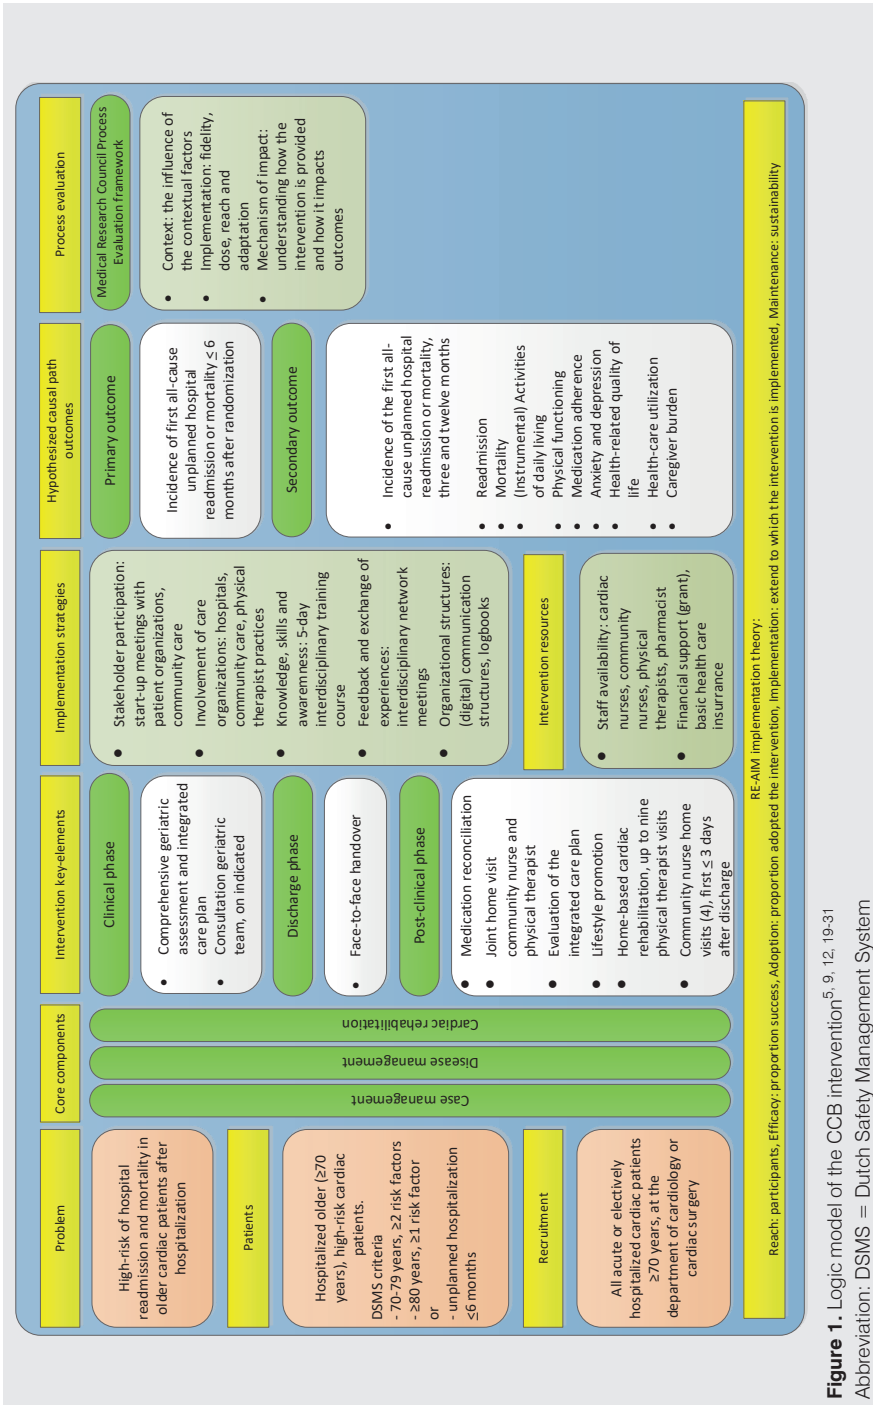 Problem
High-risk of hospital
readmission and mortality in
older cardiac patients after
hospitalization
Patients
Hospitalized older (≥70
years), high-risk cardiac
patients.
DSMS criteria
- 70-79 years, ≥2 risk factors
- ≥80 years, ≥1 risk factor
or
- unplanned hospitalization
≤6 months
Recruitment
All acute or electively
hospitalized cardiac patients
≥70 years, at the
department of cardiology or
cardiac surgery
Core components
Case management
Disease management
Cardiac rehabilitation
Intervention key-elements
Clinical phase
• Comprehensive geriatric
assessment and integrated
care plan
• Consultation geriatric
team, on indicated
Discharge phase
• Face-to-face handover
Post-clinical phase
• Medication reconciliation
• Joint home visit
community nurse and
physical therapist
• Evaluation of the
integrated care plan
• Lifestyle promotion
• Home-based cardiac
rehabilitation, up to nine
physical therapist visits
• Community nurse home
visits (4), first ≤ 3 days
after discharge
Implementation strategies
• Stakeholder participation:
start-up meetings with
patient organizations,
community care
• Involvement of care
organizations: hospitals,
community care, physical
therapist practices
• Knowledge, skills and
awaremness: 5-day
interdisciplinary training
course
• Feedback and exchange of
experiences:
interdisciplinary network
meetings
• Organizational structures:
(digital) communication
structures, logbooks
Intervention resources
• Staff availability: cardiac
nurses, community
nurses, physical
therapists, pharmacist
• Financial support (grant),
basic health care
insurrance
Hypothesized causal path
outcomes
Primary outcome
Incidence of first all-cause
unplanned hospital
readmission or mortality ≤ 6
months after randomization
Secondary outcome
• Incidence of the first all-
cause unplanned hospital
readmission or mortality,
three and twelve months
• Readmission
• Mortality
• (Instrumental) Activities
of daily living
• Physical functioning
• Medication adherence
• Anxiety and depression
• Health-related quality of
life
• Health-care utilization
• Caregiver burden
Process evaluation
Medical Research Council Process
Evaluation framework
• Context: the influence of
the contextual factors
• Implementation: fidelity,
dose, reach and
adaptation
• Mechanism of impact:
understanding how the
intervention is provided
and how it impacts
outcomes
RE-AIM implementation theory:
Reach: participants, Efficacy: proportion success, Adoption: proportion adopted the intervention, Implementation: extend to which the intervention is implemented, Maintenance: sustainability
Figure 1. Logic model of the CCB intervention5, 9, 12, 19-31
Abbreviation: DSMS = Dutch Safety Management System